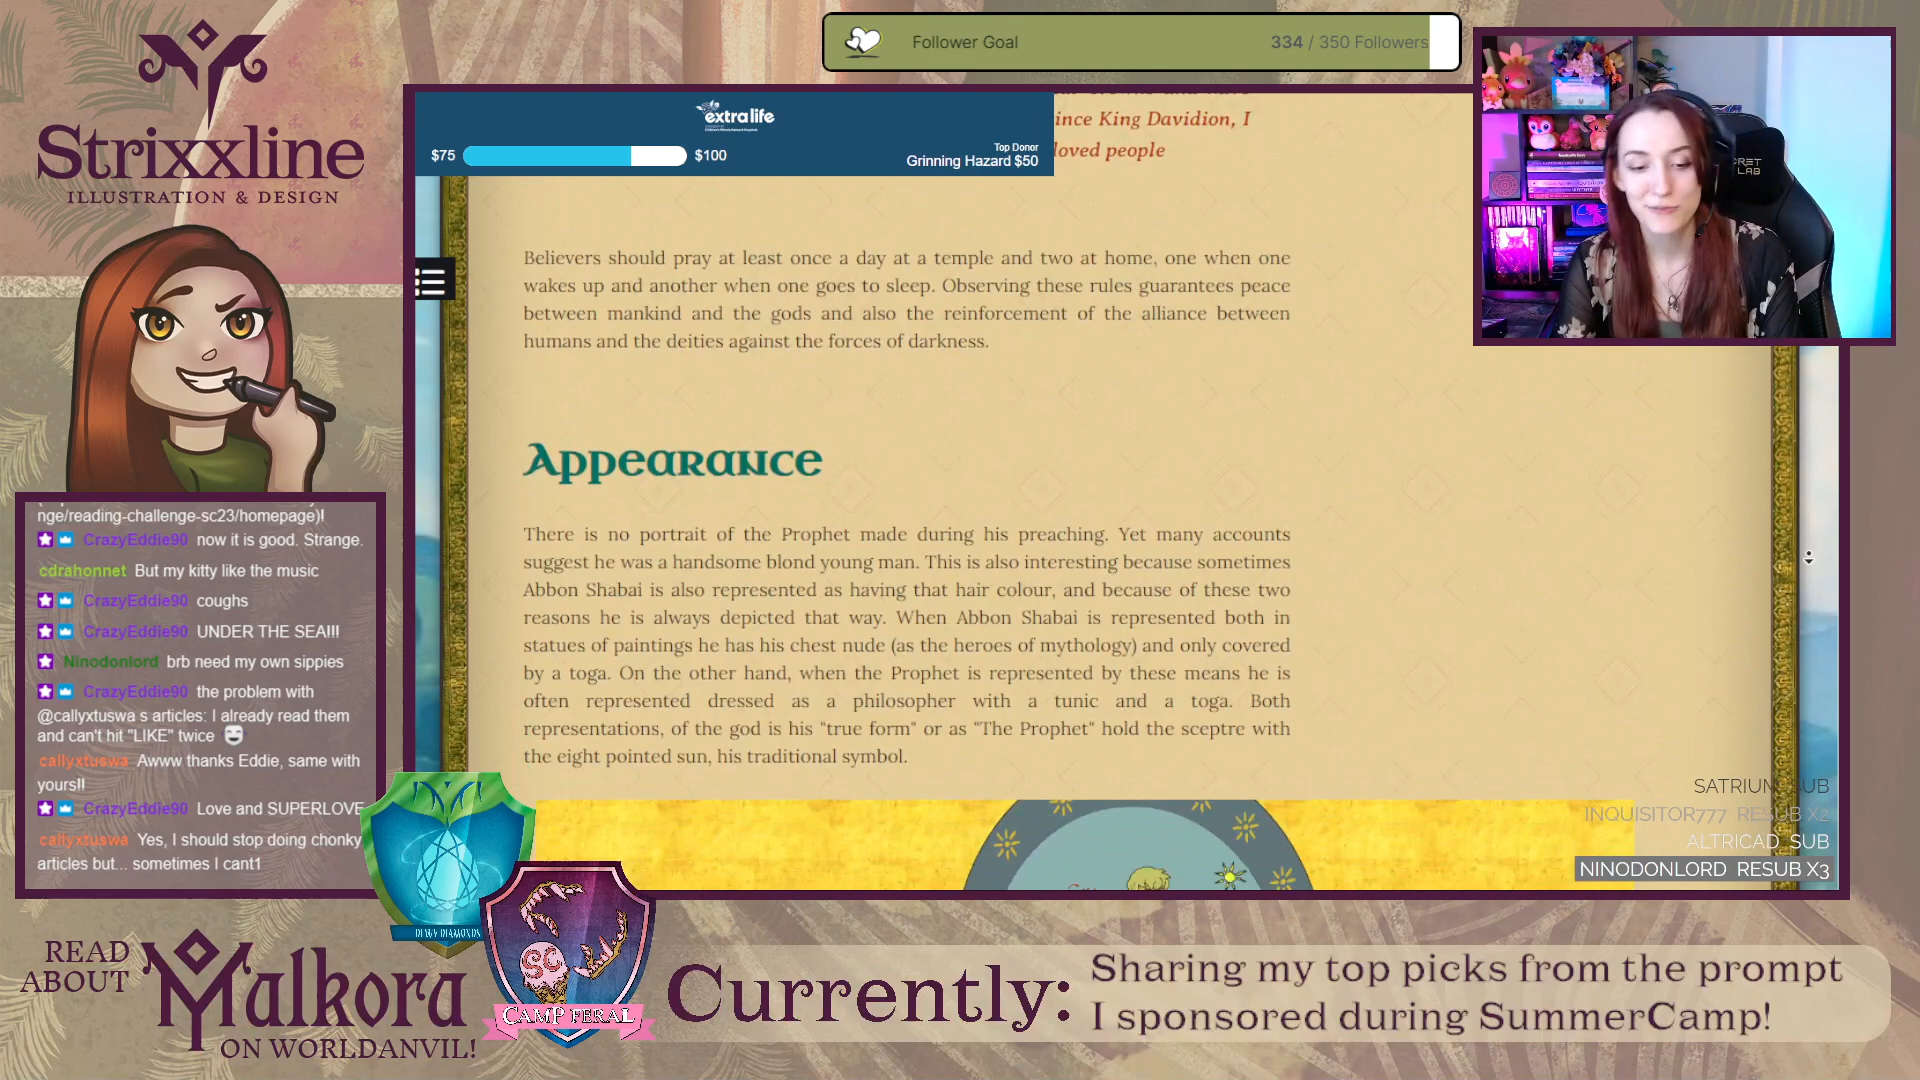 Strixxline
ILLUSTRATION & DESIGN
Follower Goal
334 / 350 Followers
extralife
$75
$100
Top Donor
Grinning Hazard $50
ince King Davidion, I
loved people
Believers should pray at least once a day at a temple and two at home, one when one
wakes up and another when one goes to sleep. Observing these rules guarantees peace
between mankind and the gods and also the reinforcement of the alliance between
humans and the deities against the forces of darkness.
Appearance
There is no portrait of the Prophet made during his preaching. Yet many accounts
suggest he was a handsome blond young man. This is also interesting because sometimes
Abbon Shabai is also represented as having that hair colour, and because of these two
reasons he is always depicted that way. When Abbon Shabai is represented both in
statues of paintings he has his chest nude (as the heroes of mythology) and only covered
by a toga. On the other hand, when the Prophet is represented by these means he is
often represented dressed as a philosopher with a tunic and a toga. Both
representations, of the god is his "true form" or as "The Prophet" hold the sceptre with
the eight pointed sun, his traditional symbol.
RET
LAB
nge/reading-challenge-sc23/homepage)!
CrazyEddie90 now it is good. Strange.
cdrahonnet But my kitty like the music
CrazyEddie90 coughs
CrazyEddie90 UNDER THE SEA!!!
Ninodonlord brb need my own sippies
CrazyEddie90 the problem with
@callyxtuswa s articles: I already read them
and can't hit "LIKE" twice
callyxtuswa Awww thanks Eddie, same with
yours!!
CrazyEddie90 Love and SUPERLOVE
callyxtuswa Yes, I should stop doing chonky
articles but... sometimes I cant1
SATRIUM SUB
INQUISITOR777 RESUB X2
ALTRICAD SUB
NINODONLORD RESUB X3
DIAMONDS
SC
CAMP FERAL
READ
ABOUT
Malkora
ON WORLDANVIL!
Currently:
Sharing my top picks from the prompt
I sponsored during SummerCamp!